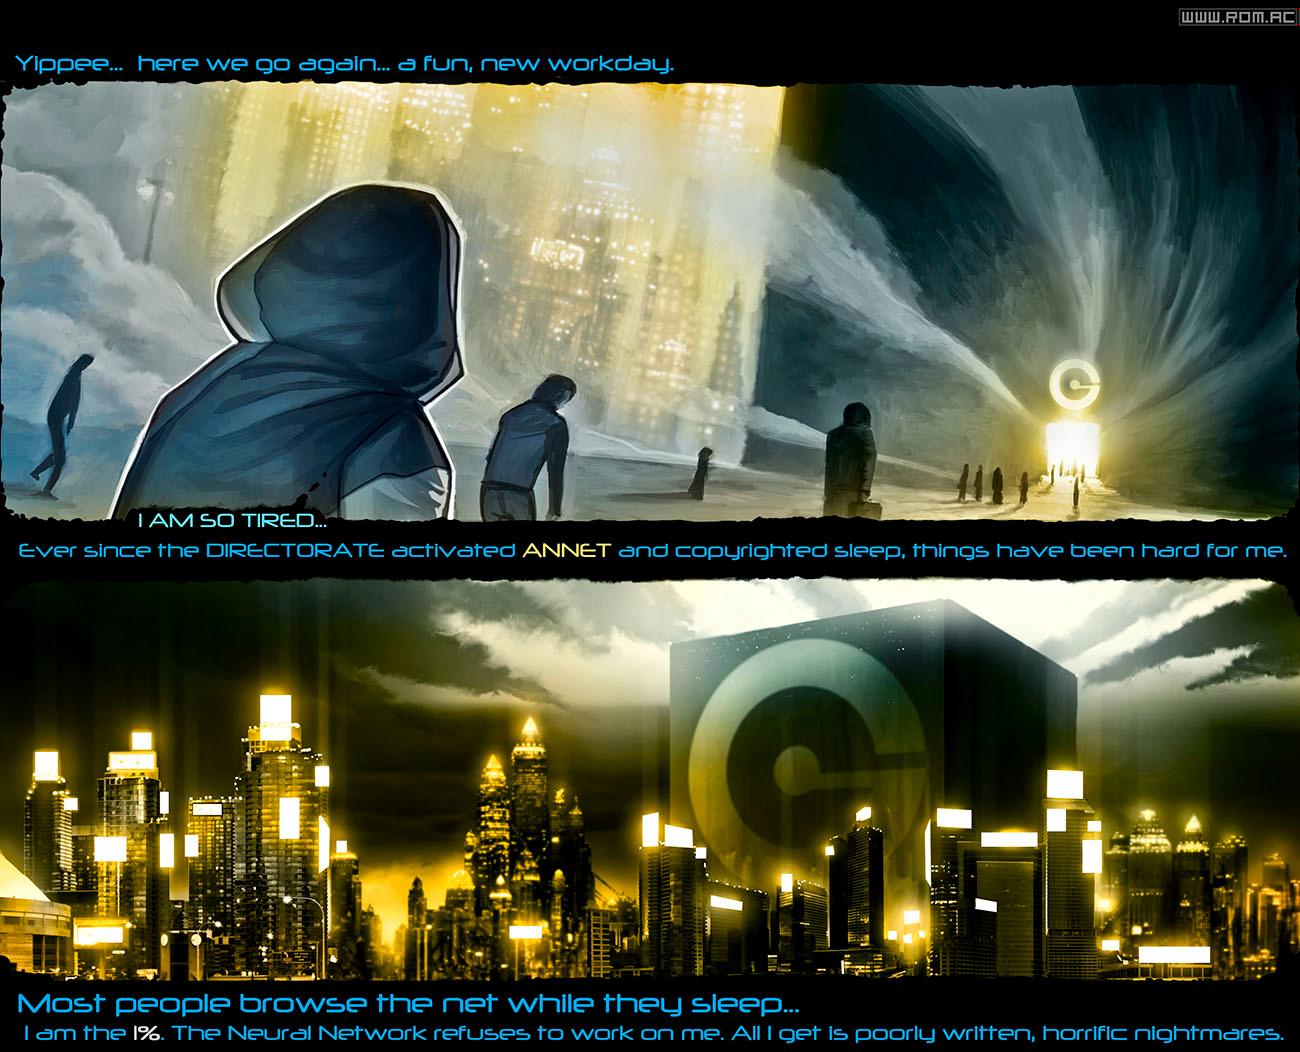 WWW.ROM.AC
Yippee... here we go again... a fun, new workday.
I AM SO TIRED...
Ever since the DIRECTORATE activated ANNET and copyrighted sleep, things have been hard for me.
Most people browse the net while they sleep...
I am the 1%. The Neural Network refuses to work on me. All I get is poorly written, horrific nightmares.